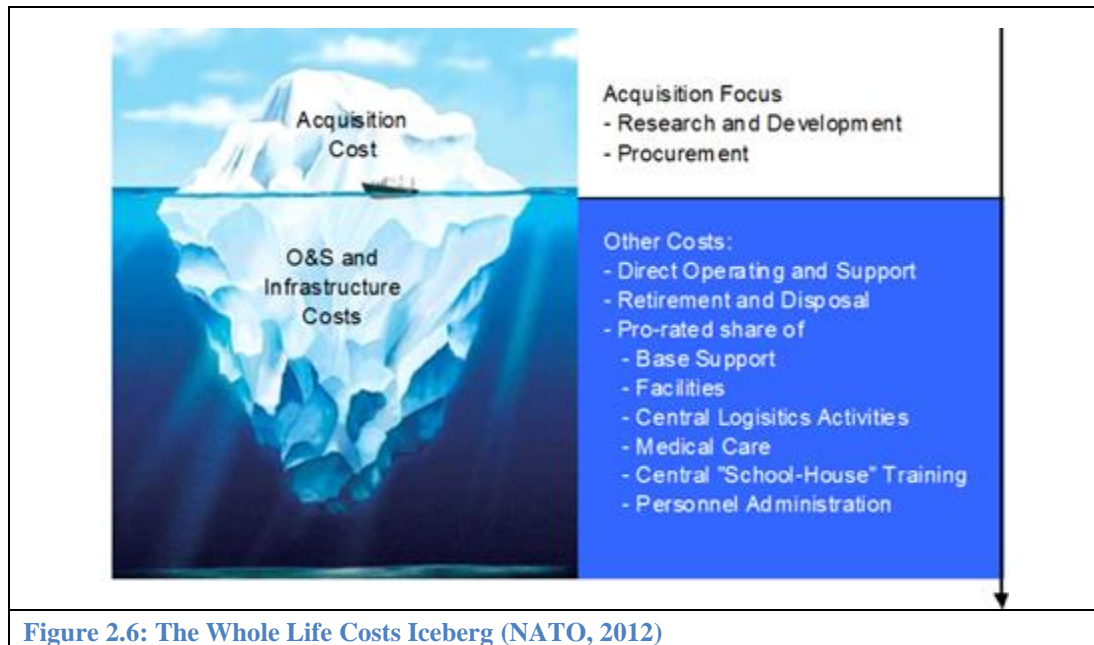 Acquisition
Cost
O&S and
Infrastructure
Costs
Acquisition Focus
- Research and Development
- Procurement
Other Costs:
- Direct Operating and Support
- Retirement and Disposal
- Pro-rated share of
- Base Support
- Facilities
- Central Logisitics Activities
- Medical Care
- Central "School-House" Training
- Personnel Administration
Figure 2.6: The Whole Life Costs Iceberg (NATO, 2012)